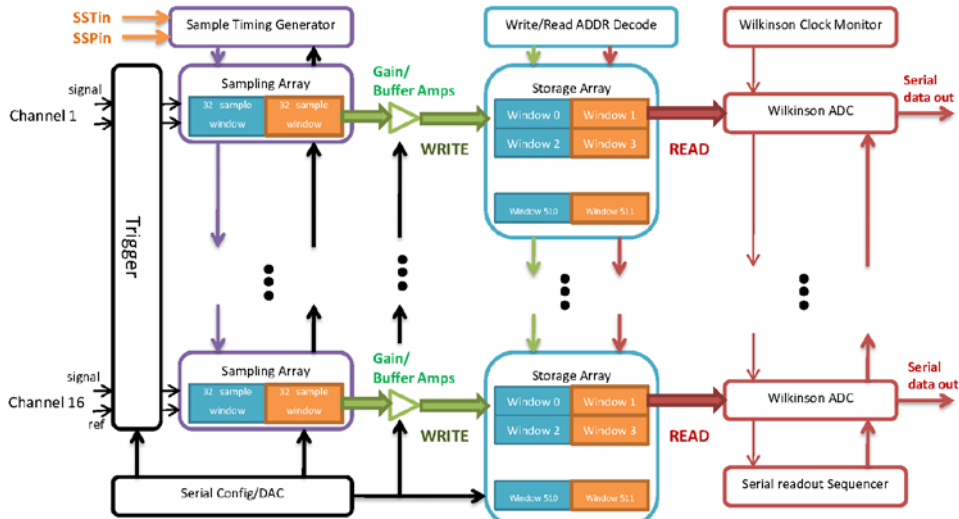 SSTin
SSPin
Sample Timing Generator
Write/Read ADDR Decode
Wilkinson Clock Monitor
signal
Channel 1
Sampling Array
32 sample window
32 sample window
Gain/
Buffer Amps
WRITE
Storage Array
Window 0
Window 1
Window 2
Window 3
Window 510
Window 511
READ
Wilkinson ADC
Serial
data out
Trigger
signal
Channel 16
ref
Sampling Array
32 sample window
32 sample window
Gain/
Buffer Amps
WRITE
Storage Array
Window 0
Window 1
Window 2
Window 3
Window 510
Window 511
READ
Wilkinson ADC
Serial
data out
Serial Config/DAC
Serial readout Sequencer